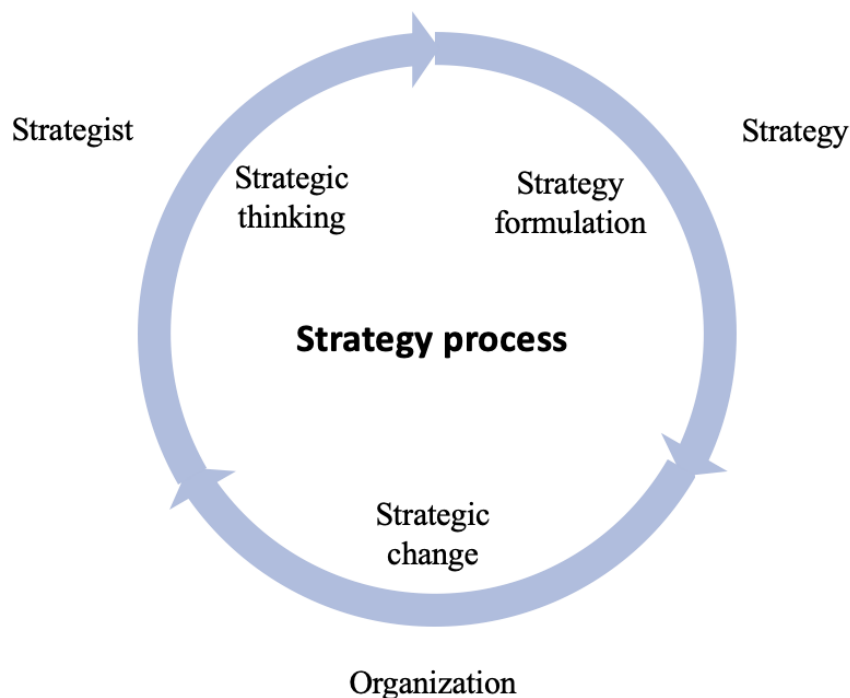 Strategist
Strategy
Strategic
thinking
Strategy
formulation
Strategy process
Strategic
change
Organization